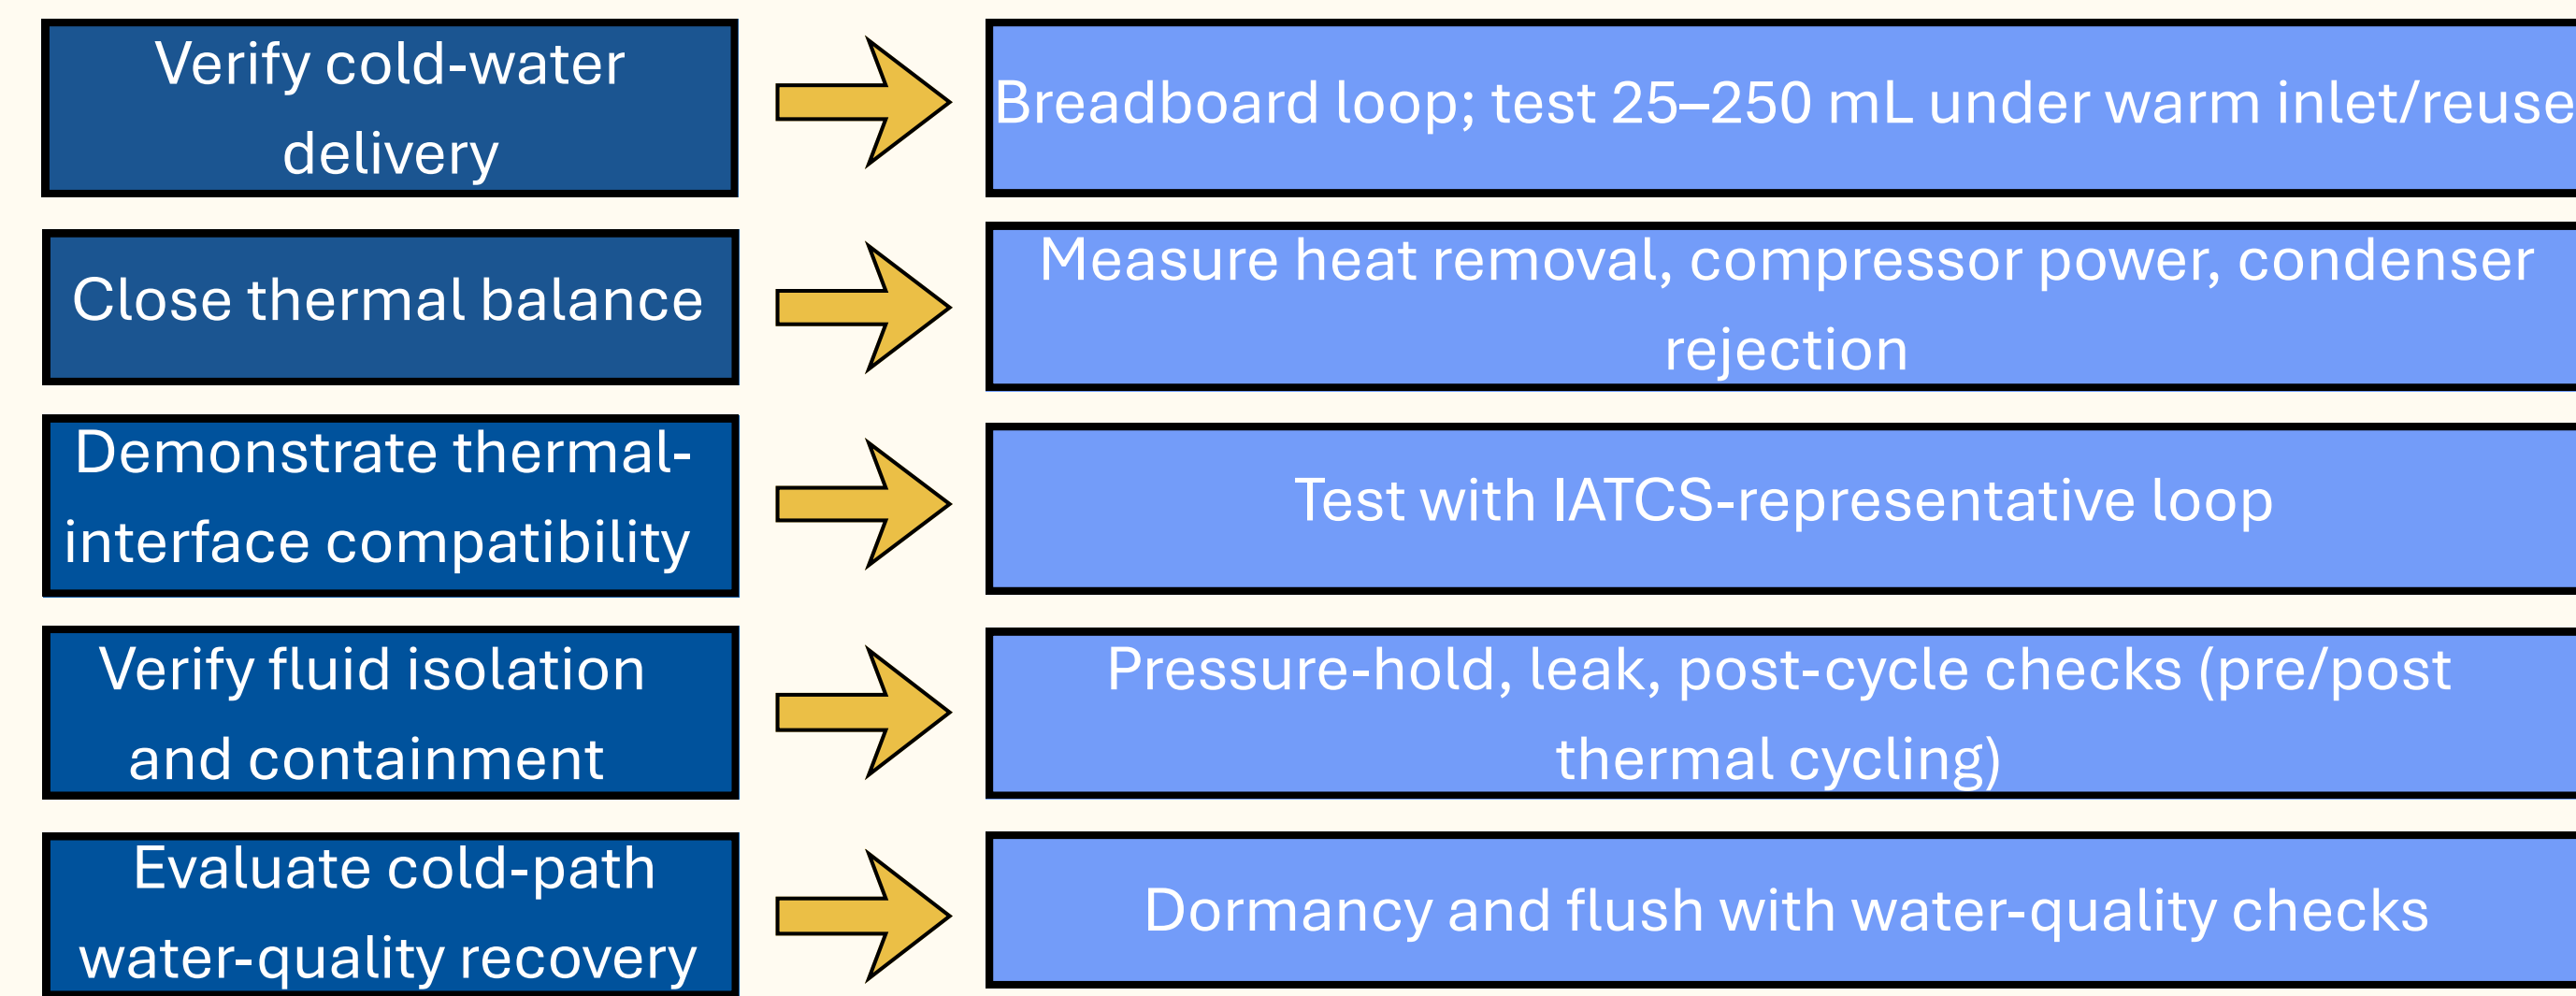 Verify cold-water
delivery
Breadboard loop; test 25–250 mL under warm inlet/reuse
Close thermal balance
Measure heat removal, compressor power, condenser
rejection
Demonstrate thermal-
interface compatibility
Test with IATCS-representative loop
Verify fluid isolation
and containment
Pressure-hold, leak, post-cycle checks (pre/post
thermal cycling)
Evaluate cold-path
water-quality recovery
Dormancy and flush with water-quality checks